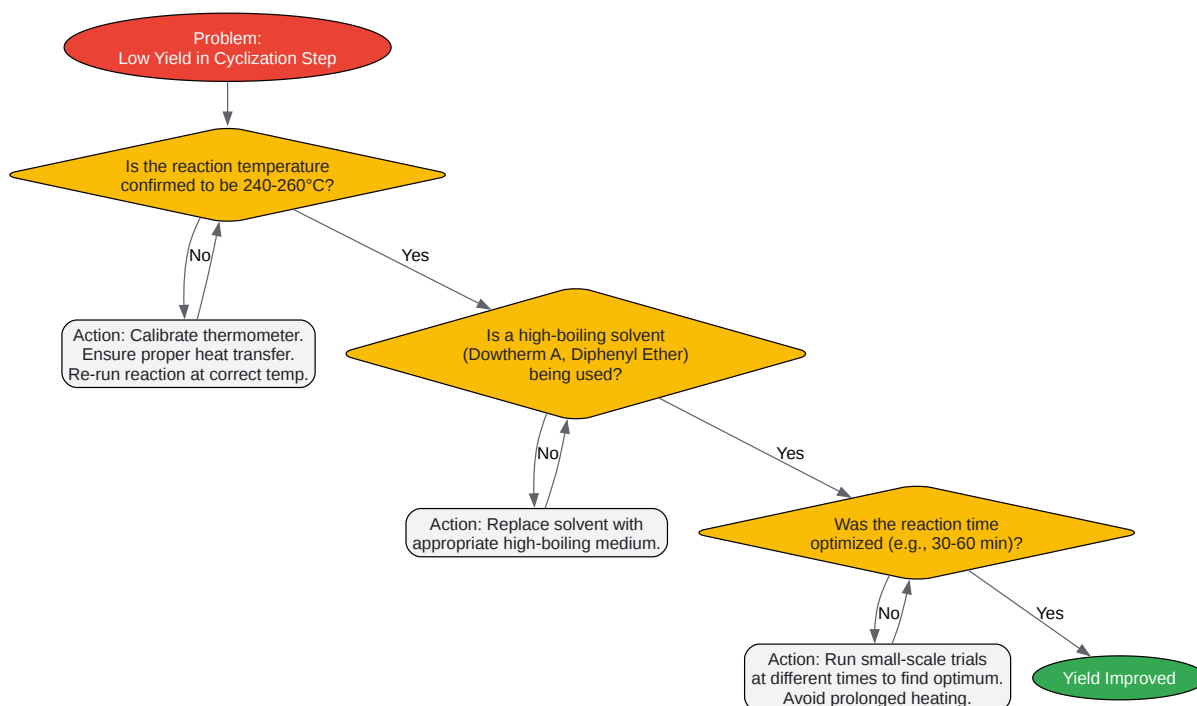 Problem:
Low Yield in Cyclization Step
Is the reaction temperature
confirmed to be 240-260°C?
No
Yes
Action: Calibrate thermometer.
Ensure proper heat transfer.
Re-run reaction at correct temp.
Is a high-boiling solvent
(Dowtherm A, Diphenyl Ether)
being used?
No
Yes
Action: Replace solvent with
appropriate high-boiling medium.
Was the reaction time
optimized (e.g., 30-60 min)?
No
Yes
Action: Run small-scale trials
at different times to find optimum.
Avoid prolonged heating.
Yield Improved